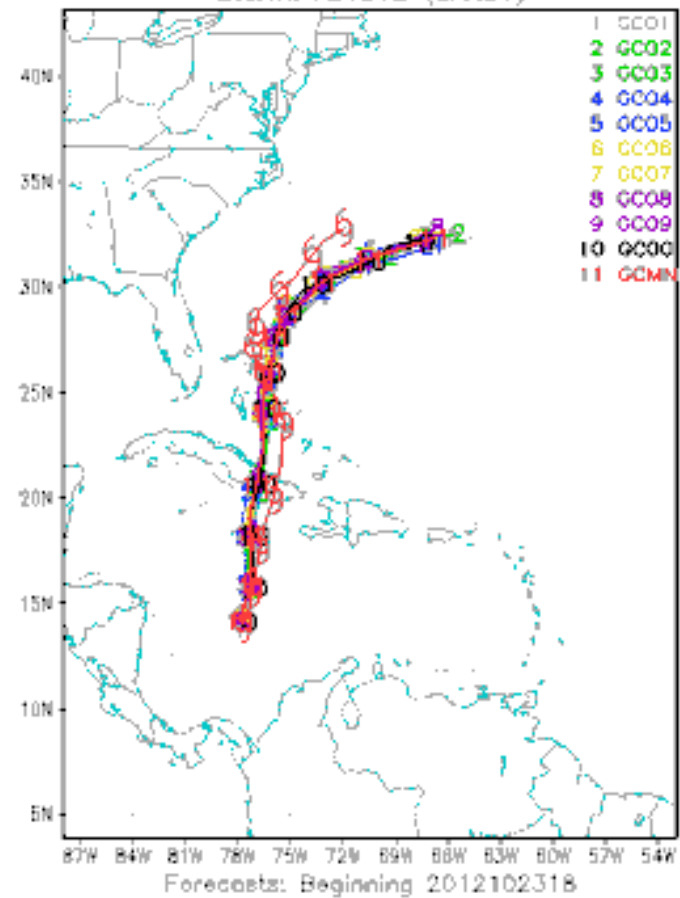 1 GC01
2 GC02
3 GC03
4 GC04
5 GC05
6 GC06
7 GC07
8 GC08
9 GC09
10 GC00
11 GCMN
40N
35N
30N
25N
20N
15N
10N
5N
87W 84W 81W 78W 75W 72W 69W 66W 63W 60W 57W 54W
Forecasts: Beginning 2012102318